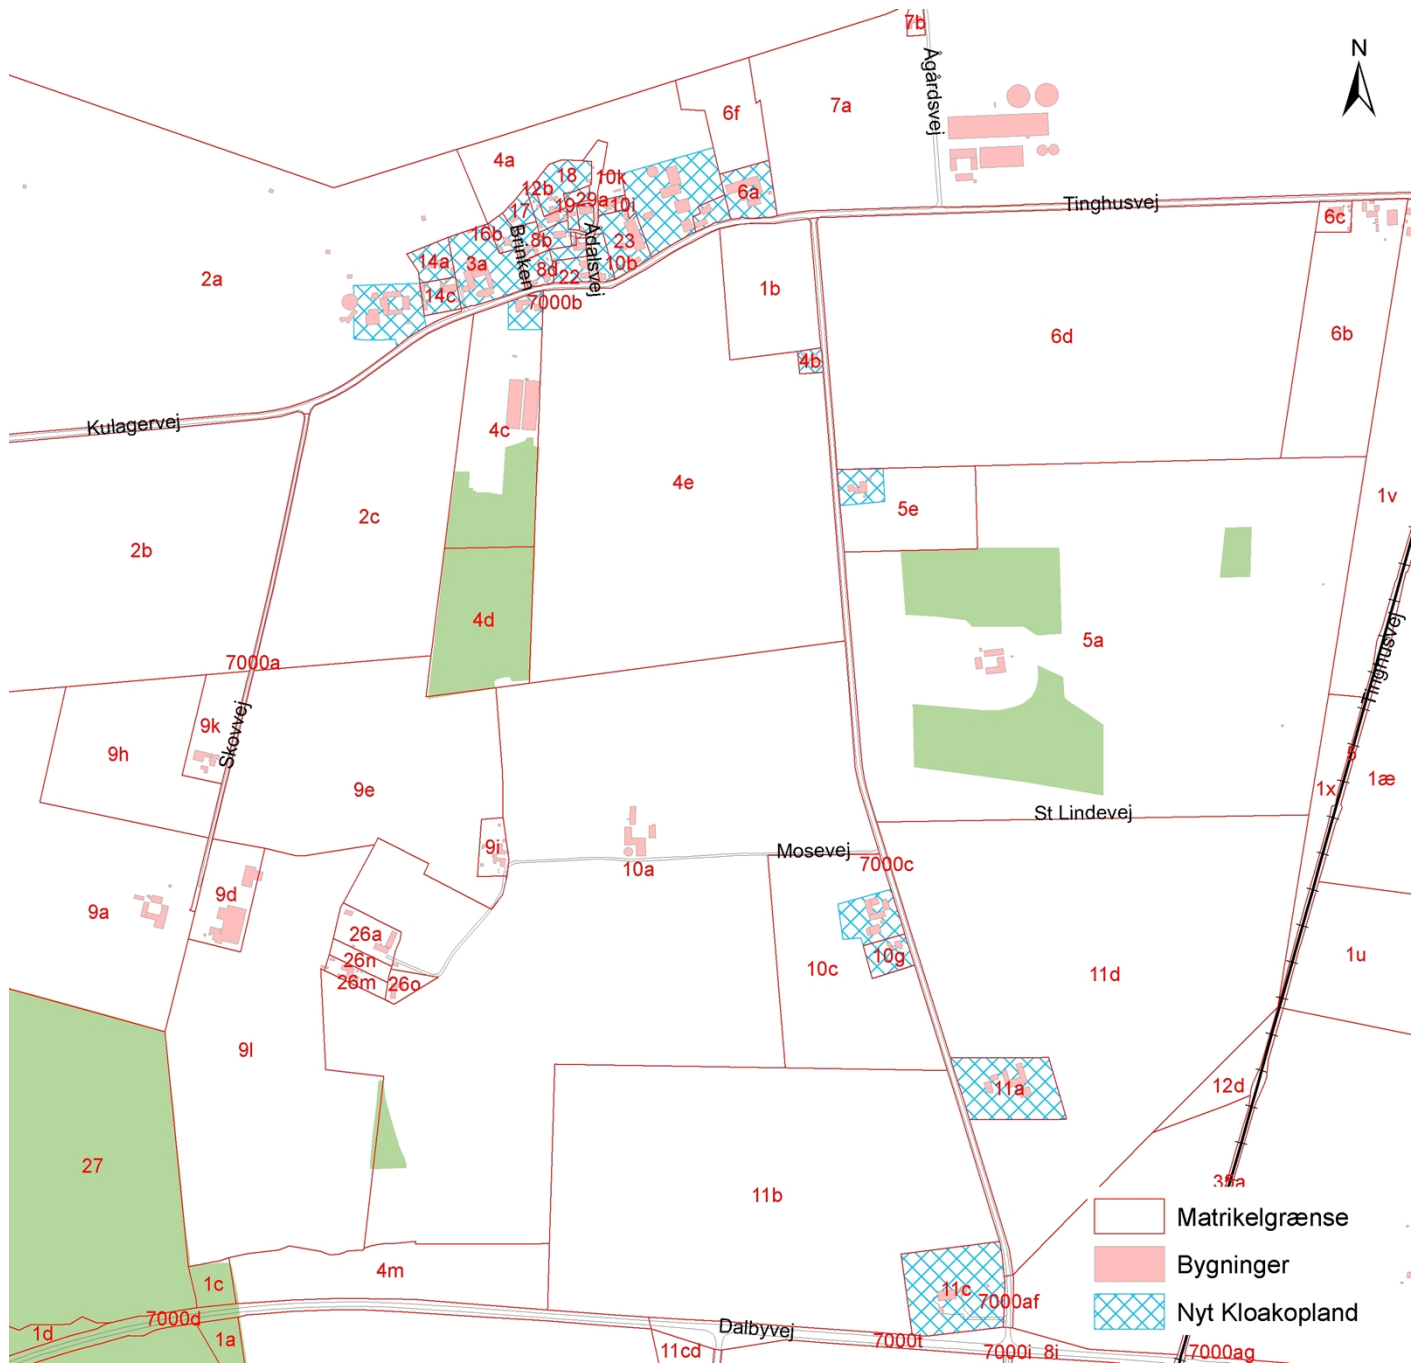 7b
N
Ågårdsvej
6f
7a
4a
18
10k
12b
29a
6a
19
10i
17
Tinghusvej
6c
16b
Brinken
8b
Ådalsvej
23
14a
3a
8d
22
10b
2a
14c
7000b
1b
6d
6b
4b
Kulagervej
4c
4e
1v
2c
5e
2b
4d
5a
7000a
Tinghusvej
9k
Skovvej
9h
1æ
9e
1x
St Lindevej
9i
Mosevej
7000c
10a
9d
9a
26a
10g
26n
10c
11d
1u
26m
26o
9l
11a
12d
27
11b
Matrikelgrænse
Bygninger
4m
1c
11c
7000af
Nyt Kloakopland
7000d
1d
Dalbyvej
1a
7000t
11cd
7000i
8i
7000ag